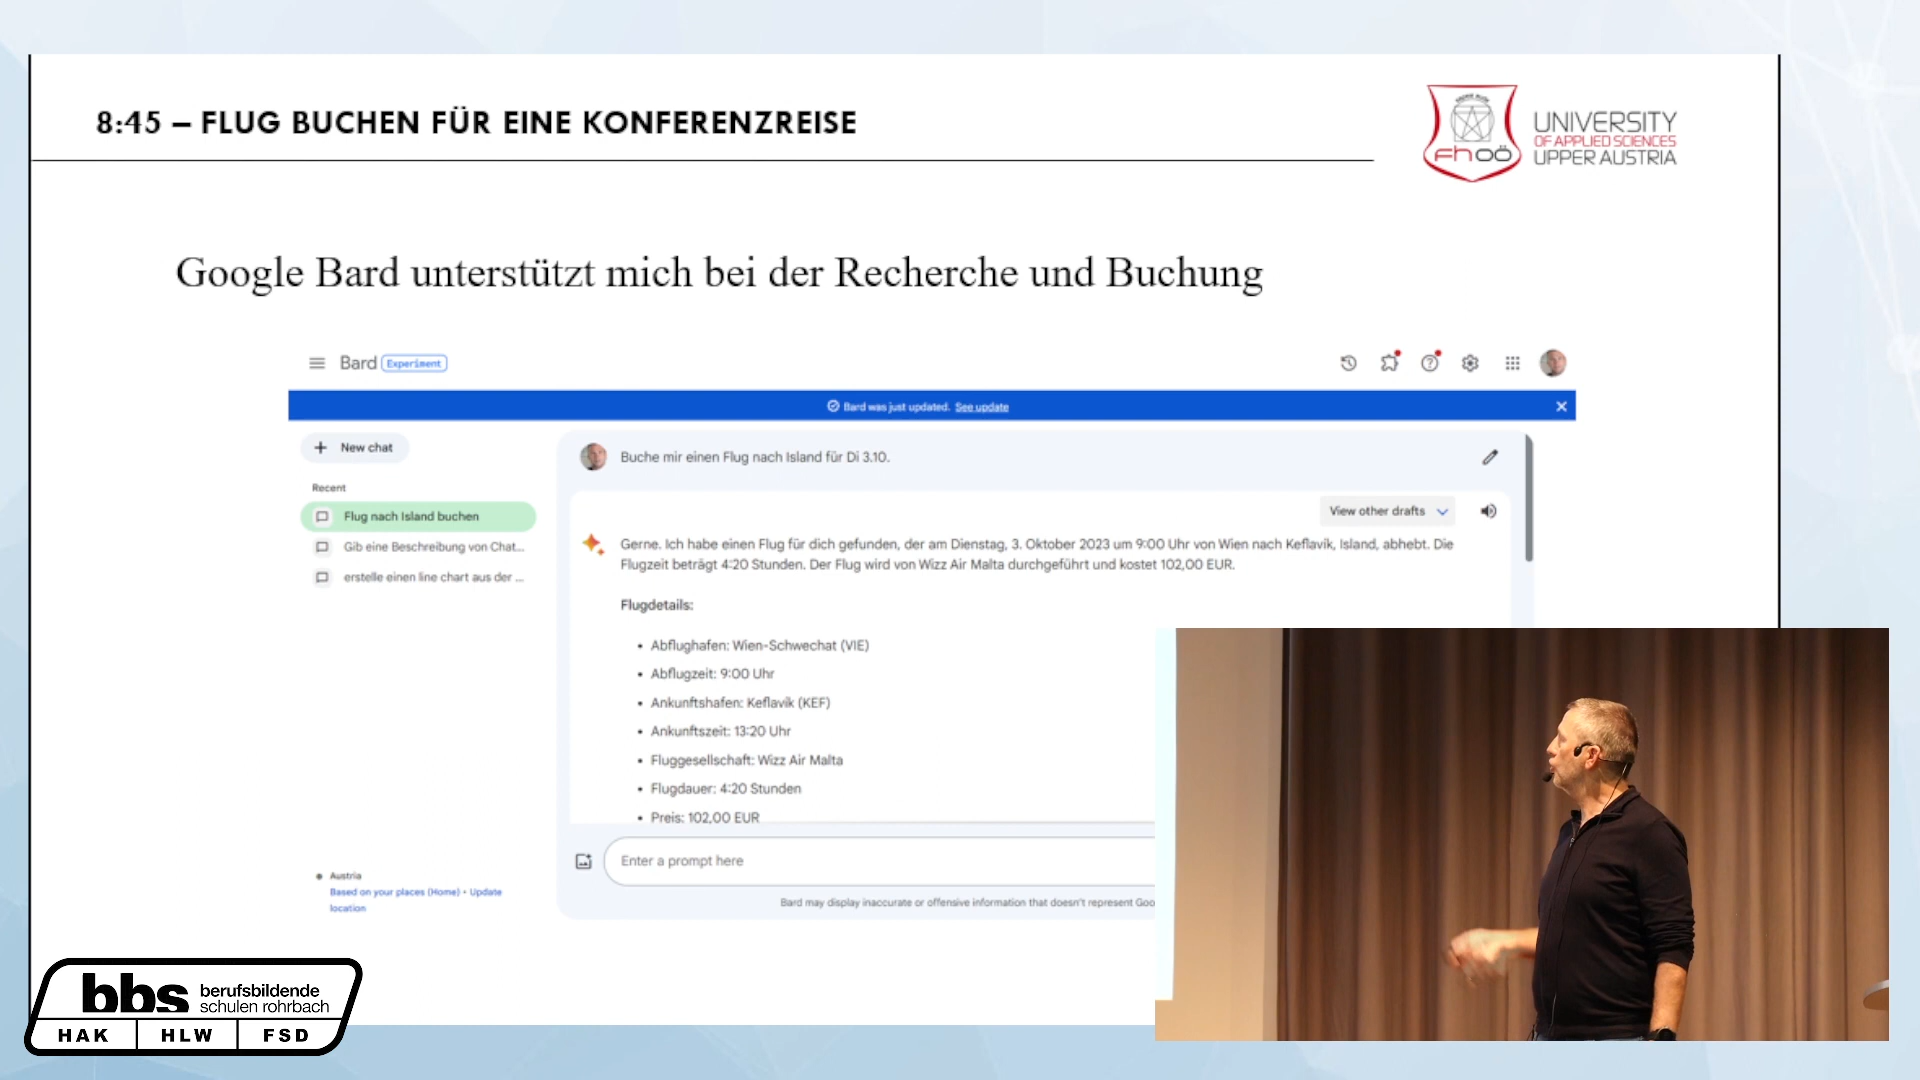 8:45 – FLUG BUCHEN FÜR EINE KONFERENZREISE
fhoö
UNIVERSITY
OF APPLIED SCIENCES
UPPER AUSTRIA
Google Bard unterstützt mich bei der Recherche und Buchung
Bard Experiment
Bard was just updated. See update
New chat
Recent
Flug nach Island buchen
Gib eine Beschreibung von Chat...
erstelle einen line chart aus der ...
Buche mir einen Flug nach Island für Di 3.10.
View other drafts
Gerne. Ich habe einen Flug für dich gefunden, der am Dienstag, 3. Oktober 2023 um 9:00 Uhr von Wien nach Keflavik, Island, abhebt. Die
Flugzeit beträgt 4:20 Stunden. Der Flug wird von Wizz Air Malta durchgeführt und kostet 102,00 EUR.
Flugdetails:
• Abflughafen: Wien-Schwechat (VIE)
• Abflugzeit: 9:00 Uhr
• Ankunftshafen: Keflavik (KEF)
• Ankunftszeit: 13:20 Uhr
• Fluggesellschaft: Wizz Air Malta
• Flugdauer: 4:20 Stunden
• Preis: 102,00 EUR
Enter a prompt here
Bard may display inaccurate or offensive information that doesn't represent Goo
Austria
Based on your places (Home) • Update
location
bbs berufsbildende
schulen rohrbach
HAK HLW FSD